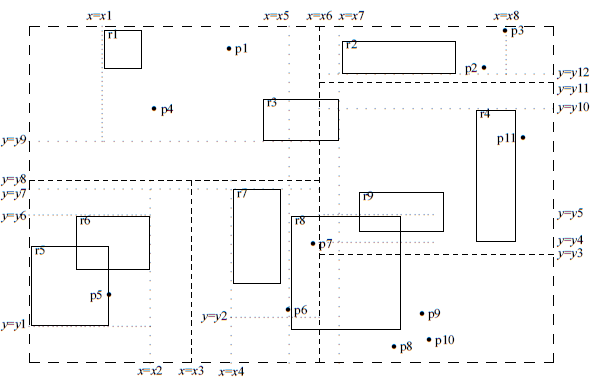 x=x1 x=x5 x=x6 x=x7 x=x8
r1 r2 p3
p1
p2
y=y12
y=y11
r3
y=y10
p4 r4
p11
y=y9
y=y8
y=y7
r7 r9
y=y6 r6 r8 y=y5
p7 y=y4
r5
y=y3
p5
p6 p9
y=y2
y=y1
p10
p8
x=x2 x=x3 x=x4